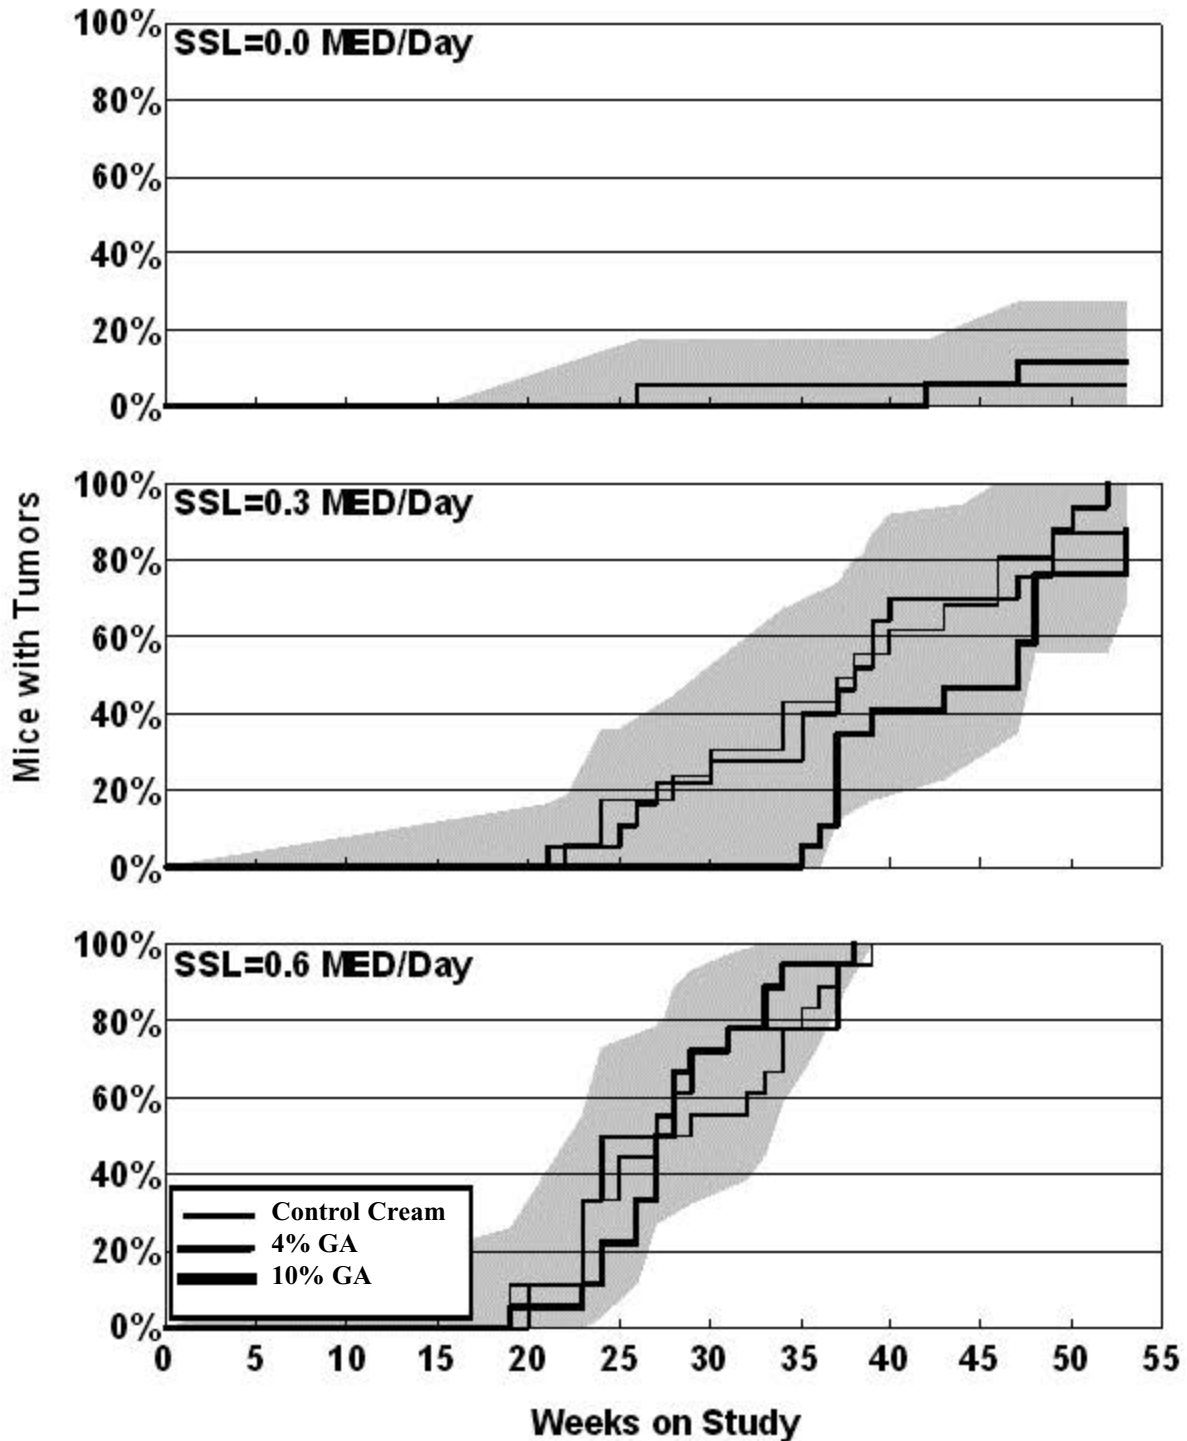 100%
SSL=0.0 MED/Day
80%
60%
40%
20%
0%
Mice with Tumors
100%
SSL=0.3 MED/Day
80%
60%
40%
20%
0%
100%
SSL=0.6 MED/Day
80%
60%
40%
Control Cream
20%
4% GA
10% GA
0%
0 5 10 15 20 25 30 35 40 45 50 55
Weeks on Study